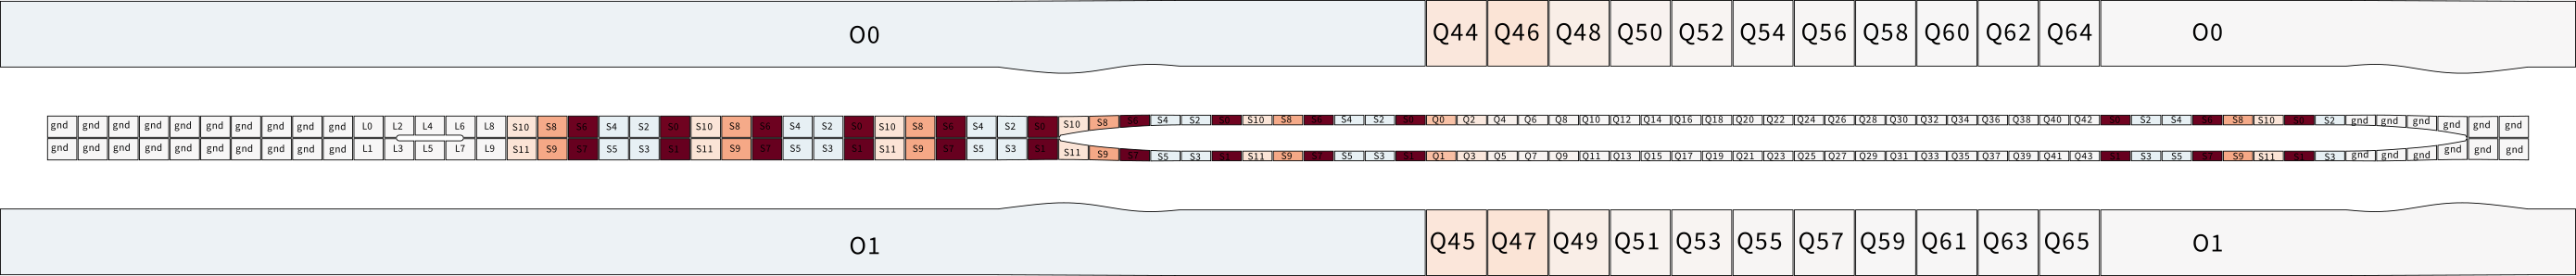 O0 Q44 Q46 Q48 Q50 Q52 Q54 Q56 Q58 Q60 Q62 Q64 O0
gnd gnd gnd gnd gnd gnd gnd gnd gnd gnd L0 L2 L4 L6 L8 S10 S8 S6 S4 S2 S0 S10 S8 S6 S4 S2 S0 S10 S8 S6 S4 S2 S0 S10 S8 S6 S4 S2 S0 S10 S8 S6 S4 S2 S0 Q0 Q2 Q4 Q6 Q8 Q10 Q12 Q14 Q16 Q18 Q20 Q22 Q24 Q26 Q28 Q30 Q32 Q34 Q36 Q38 Q40 Q42 S0 S2 S4 S6 S8 S10 S0 S2 gnd gnd gnd gnd gnd gnd
gnd gnd gnd gnd gnd gnd gnd gnd gnd gnd L1 L3 L5 L7 L9 S11 S9 S7 S5 S3 S1 S11 S9 S7 S5 S3 S1 S11 S9 S7 S5 S3 S1 S11 S9 S7 S5 S3 S1 S11 S9 S7 S5 S3 S1 Q1 Q3 Q5 Q7 Q9 Q11 Q13 Q15 Q17 Q19 Q21 Q23 Q25 Q27 Q29 Q31 Q33 Q35 Q37 Q39 Q41 Q43 S1 S3 S5 S7 S9 S11 S1 S3 gnd gnd gnd gnd gnd gnd
O1 Q45 Q47 Q49 Q51 Q53 Q55 Q57 Q59 Q61 Q63 Q65 O1